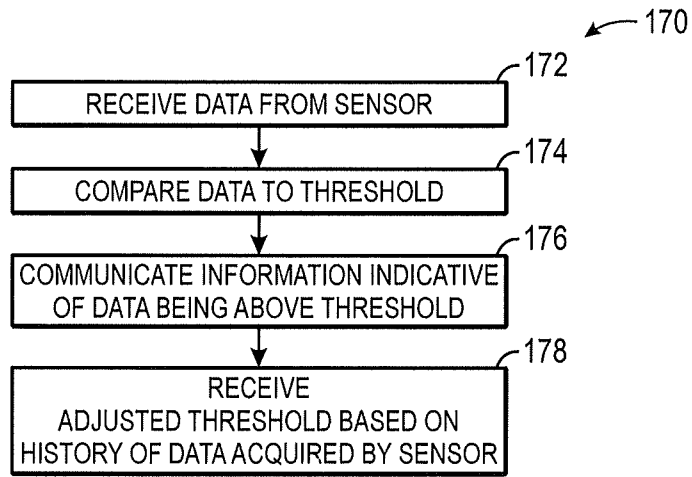 170
172
RECEIVE DATA FROM SENSOR
174
COMPARE DATA TO THRESHOLD
176
COMMUNICATE INFORMATION INDICATIVE
OF DATA BEING ABOVE THRESHOLD
178
RECEIVE
ADJUSTED THRESHOLD BASED ON
HISTORY OF DATA ACQUIRED BY SENSOR